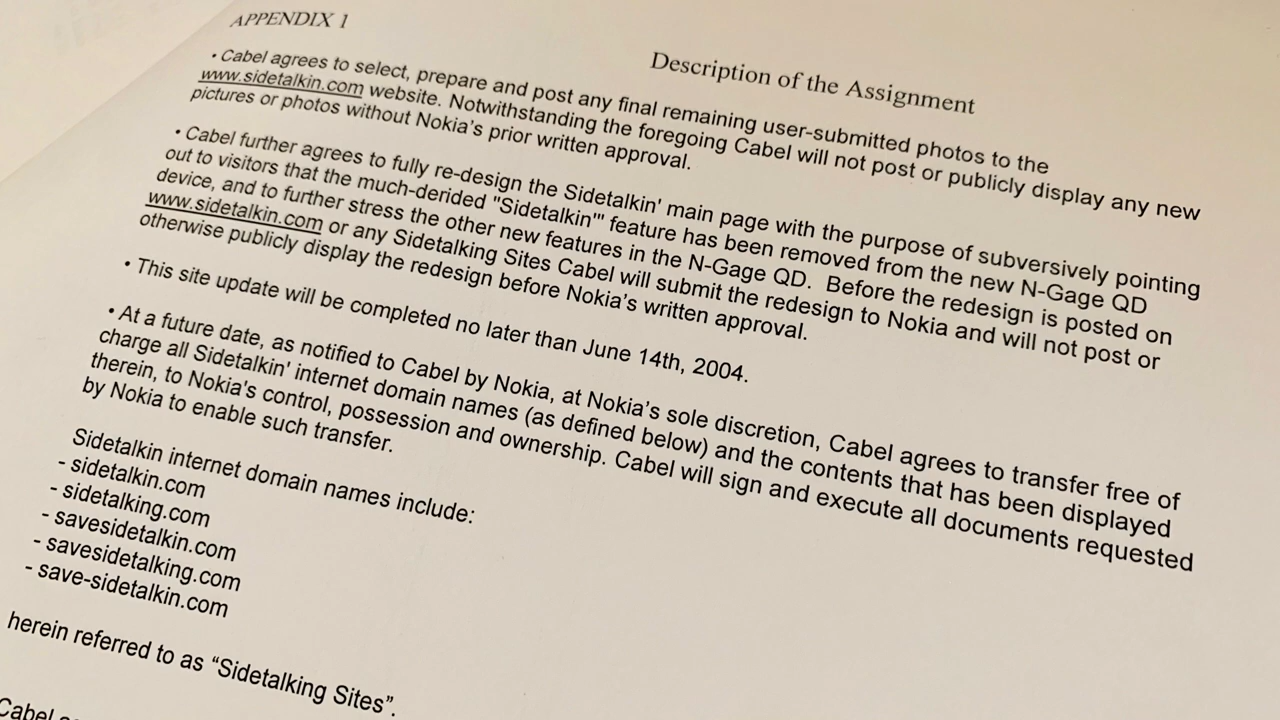 APPENDIX 1
Description of the Assignment
• Cabel agrees to select, prepare and post any final remaining user-submitted photos to the
www.sidetalkin.com website. Notwithstanding the foregoing Cabel will not post or publicly display any new
pictures or photos without Nokia’s prior written approval.
• Cabel further agrees to fully re-design the Sidetalkin' main page with the purpose of subversively pointing
out to visitors that the much-derided "Sidetalkin'" feature has been removed from the new N-Gage QD
device, and to further stress the other new features in the N-Gage QD. Before the redesign is posted on
www.sidetalkin.com or any Sidetalking Sites Cabel will submit the redesign to Nokia and will not post or
otherwise publicly display the redesign before Nokia’s written approval.
• This site update will be completed no later than June 14th, 2004.
• At a future date, as notified to Cabel by Nokia, at Nokia’s sole discretion, Cabel agrees to transfer free of
charge all Sidetalkin' internet domain names (as defined below) and the contents that has been displayed
therein, to Nokia's control, possession and ownership. Cabel will sign and execute all documents requested
by Nokia to enable such transfer.
Sidetalkin internet domain names include:
- sidetalkin.com
- sidetalking.com
- savesidetalkin.com
- savesidetalking.com
- save-sidetalkin.com
herein referred to as “Sidetalking Sites”.
Cabel